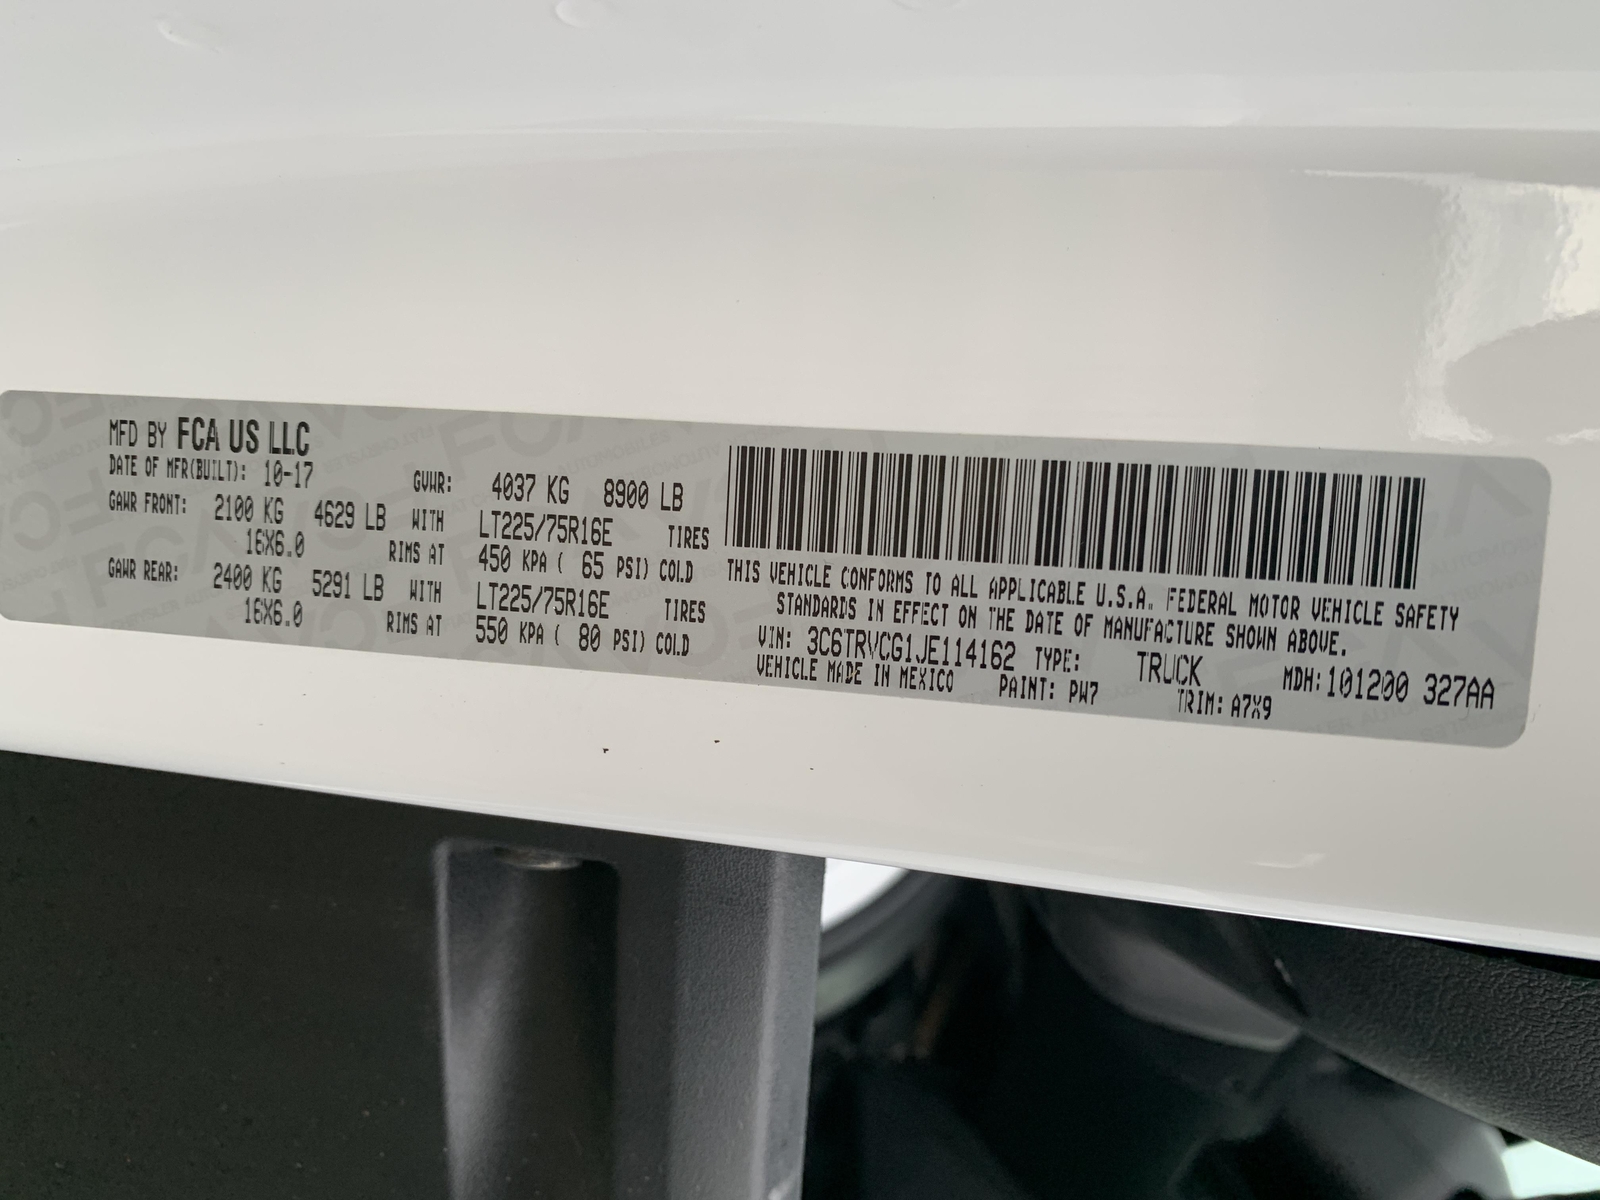 MFD BY FCA US LLC
DATE OF MFR(BUILT): 10-17 GVWR: 4037 KG 8900 LB
GAWR FRONT: 2100 KG 4629 LB WITH LT225/75R16E TIRES
16X6.0 RIMS AT 450 KPA ( 65 PSI) COLD
GAWR REAR: 2400 KG 5291 LB WITH LT225/75R16E TIRES
16X6.0 RIMS AT 550 KPA ( 80 PSI) COLD
THIS VEHICLE CONFORMS TO ALL APPLICABLE U.S.A. FEDERAL MOTOR VEHICLE SAFETY
STANDARDS IN EFFECT ON THE DATE OF MANUFACTURE SHOWN ABOVE.
VIN: 3C6TRVCG1JE114162 TYPE: TRUCK MDH: 101200 327AA
VEHICLE MADE IN MEXICO PAINT: PW7 TRIM: A7X9